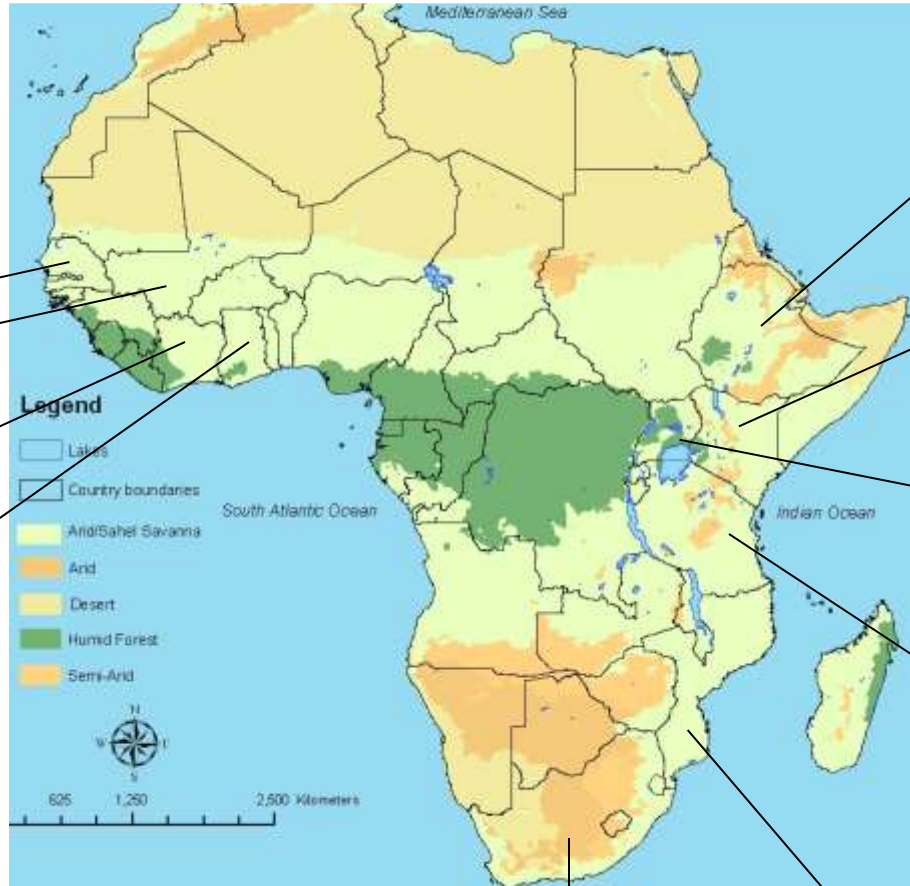 Mediterranean Sea
Legend
Lakes
Country boundaries
Arid/Sahel Savanna
Arid
Desert
Humid Forest
Semi-Arid
South Atlantic Ocean
Indian Ocean
N
W
E
S
625 1,250 2,500 Kilometers